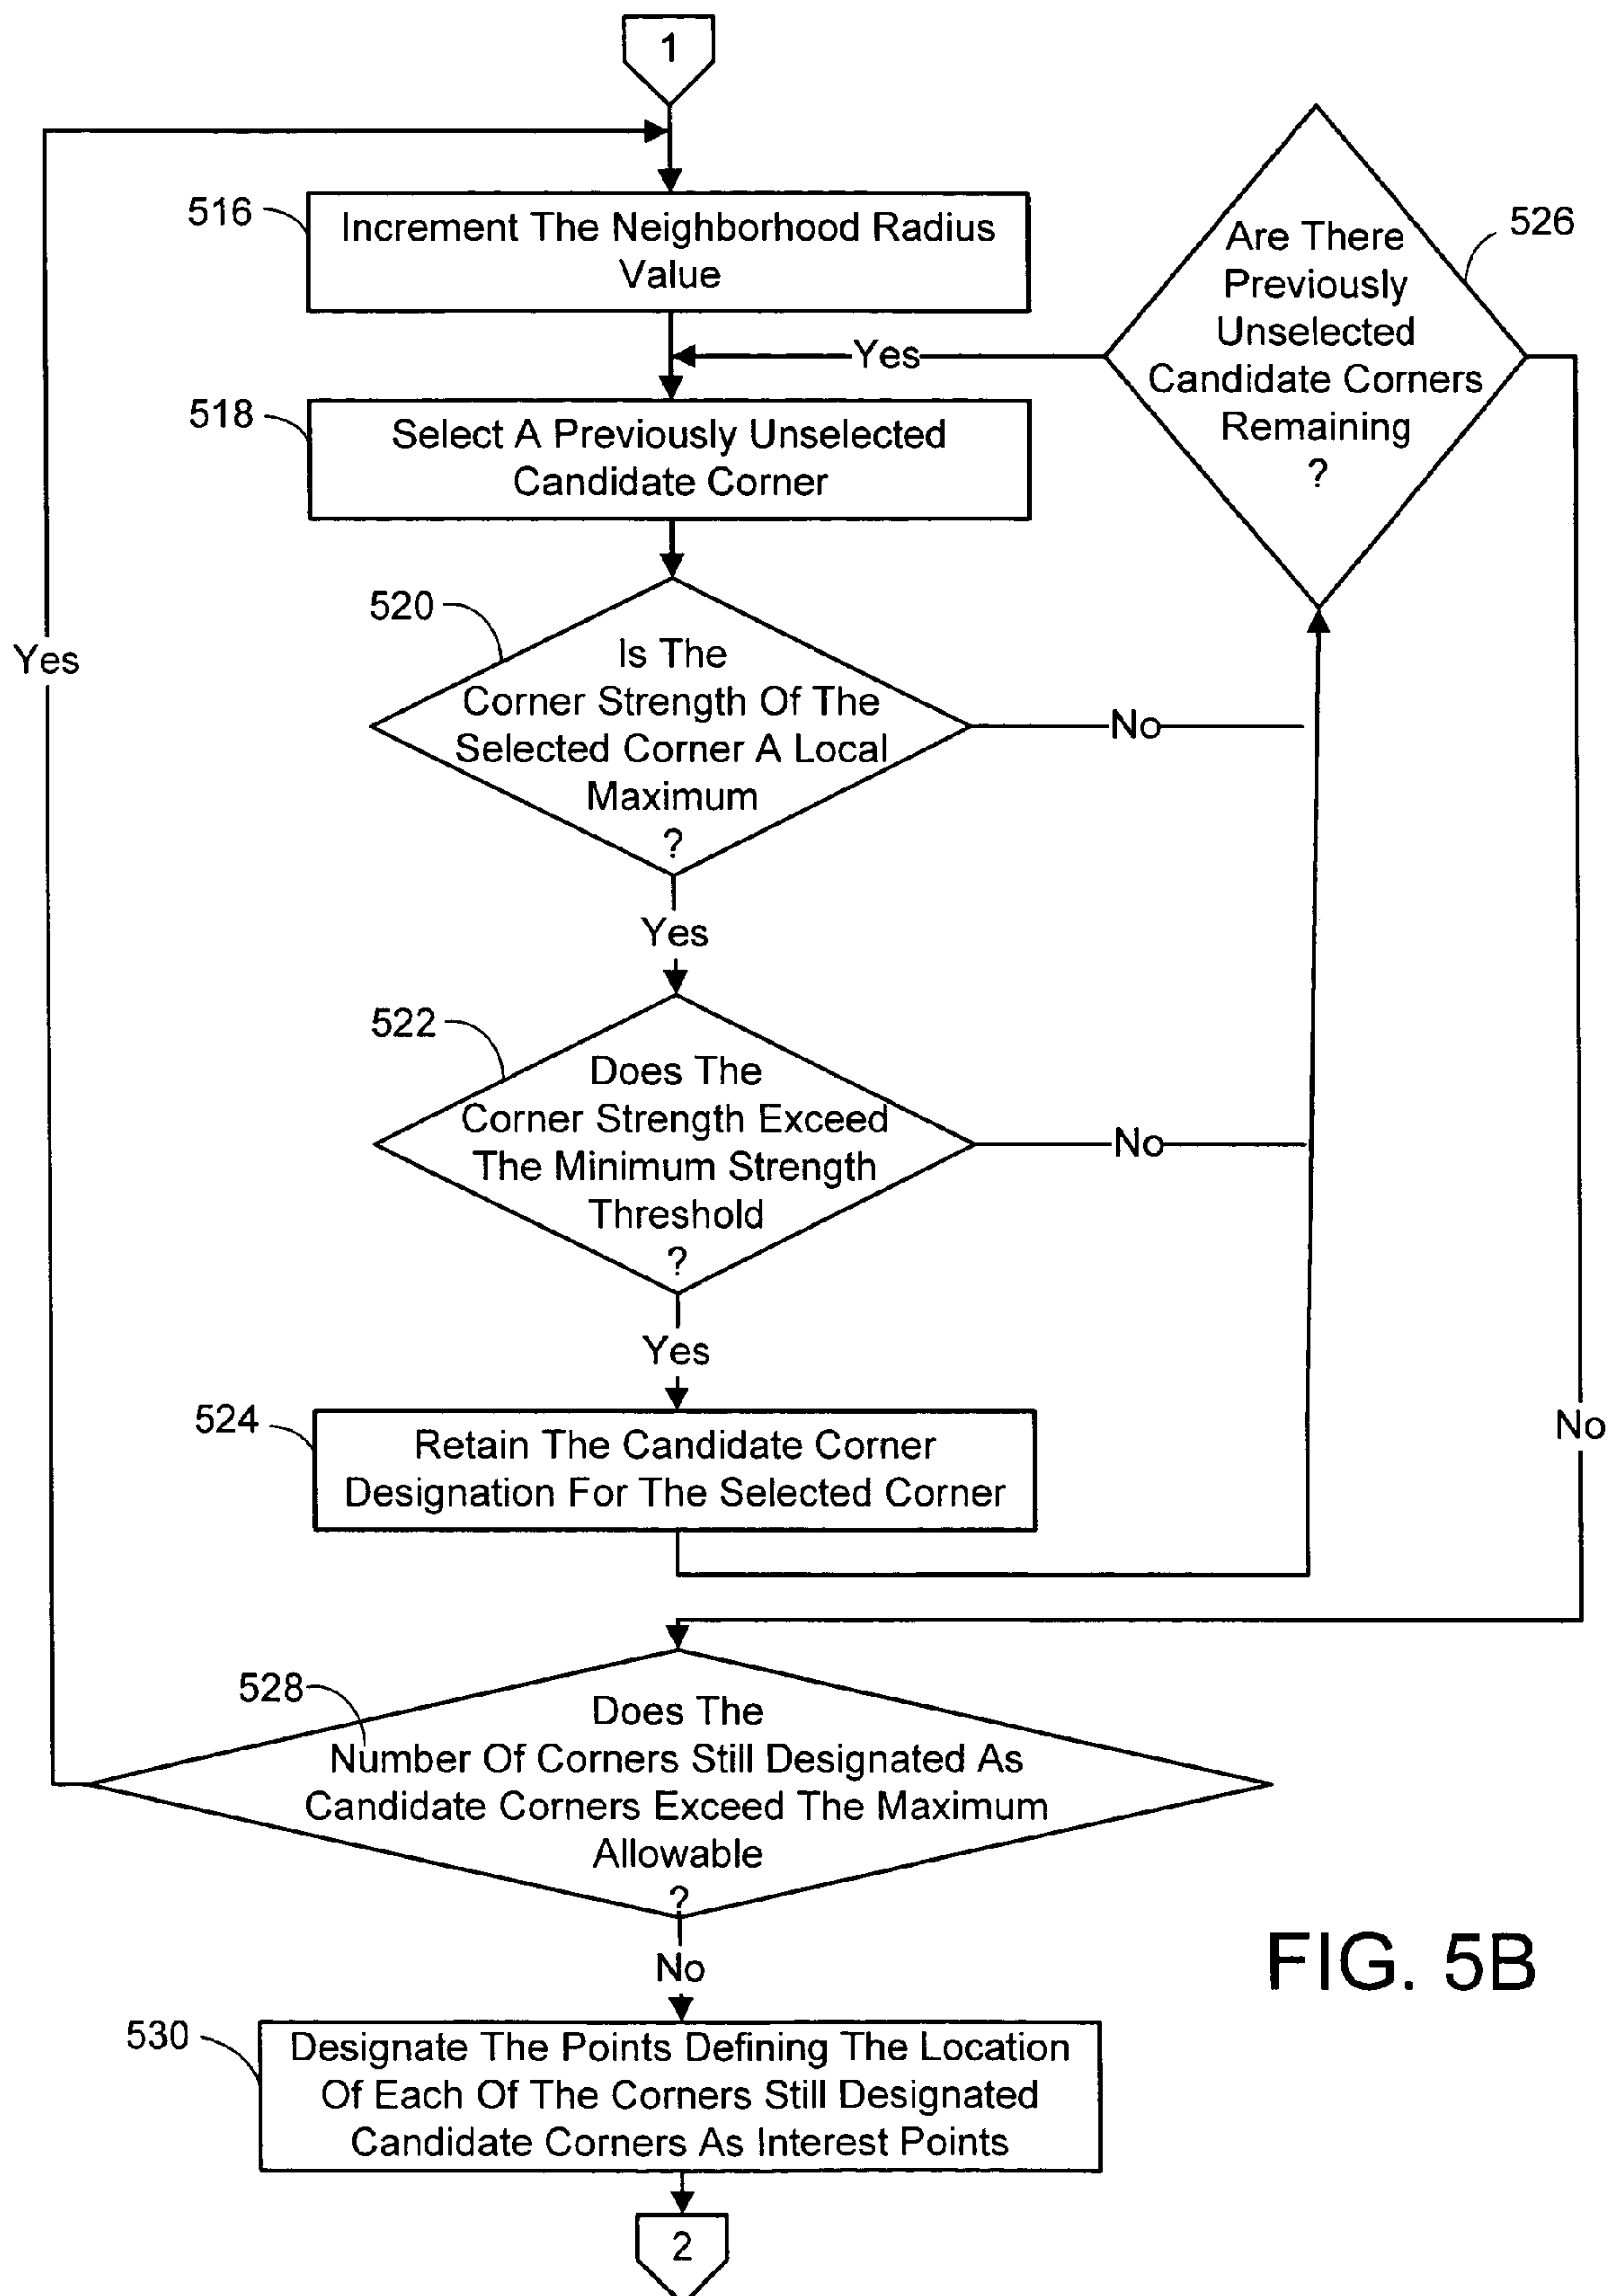 1
516
Increment The Neighborhood Radius
Value
526
Are There
Previously
Unselected
Candidate Corners
Remaining
?
Yes
518
Select A Previously Unselected
Candidate Corner
520
Is The
Corner Strength Of The
Selected Corner A Local
Maximum
?
No
Yes
Yes
522
Does The
Corner Strength Exceed
The Minimum Strength
Threshold
?
No
Yes
524
Retain The Candidate Corner
Designation For The Selected Corner
No
528
Does The
Number Of Corners Still Designated As
Candidate Corners Exceed The Maximum
Allowable
?
No
FIG. 5B
530
Designate The Points Defining The Location
Of Each Of The Corners Still Designated
Candidate Corners As Interest Points
2